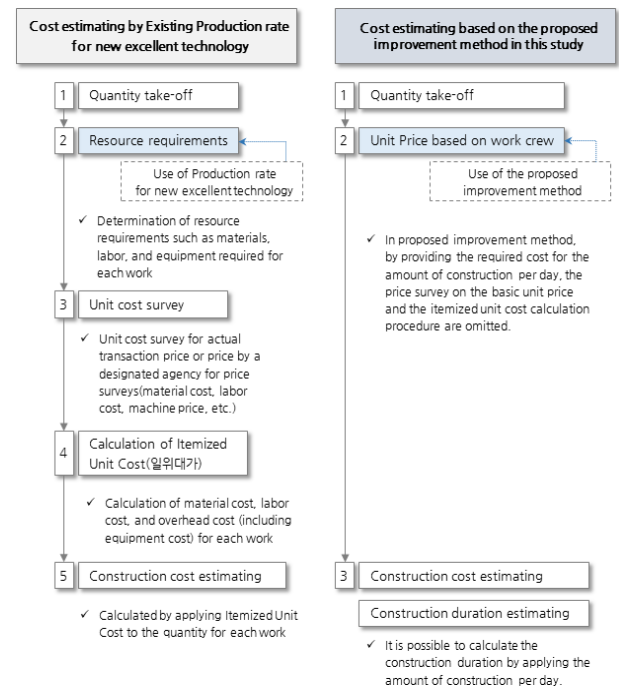 Cost estimating by Existing Production rate
for new excellent technology
1 Quantity take-off
2 Resource requirements
Use of Production rate
for new excellent technology
✓ Determination of resource
requirements such as materials,
labor, and equipment required for
each work
3 Unit cost survey
✓ Unit cost survey for actual
transaction price or price by a
designated agency for price
surveys(material cost, labor
cost, machine price, etc.)
4 Calculation of Itemized
Unit Cost(일위대가)
✓ Calculation of material cost, labor
cost, and overhead cost (including
equipment cost) for each work
5 Construction cost estimating
✓ Calculated by applying Itemized Unit
Cost to the quantity for each work
Cost estimating based on the proposed
improvement method in this study
1 Quantity take-off
2 Unit Price based on work crew
Use of the proposed
improvement method
✓ In proposed improvement method,
by providing the required cost for the
amount of construction per day, the
price survey on the basic unit price
and the itemized unit cost calculation
procedure are omitted.
3 Construction cost estimating
Construction duration estimating
✓ It is possible to calculate the
construction duration by applying the
amount of construction per day.